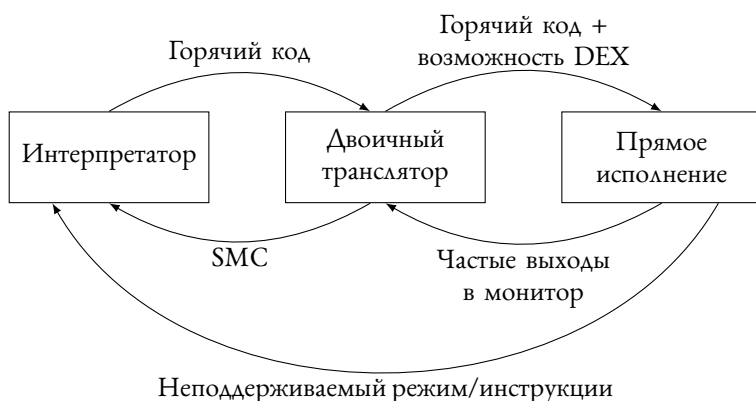 Горячий код
Горячий код +
возможность DEX
Интерпретатор
Двоичный
транслятор
Прямое
исполнение
SMC
Частые выходы
в монитор
Неподдерживаемый режим/инструкции